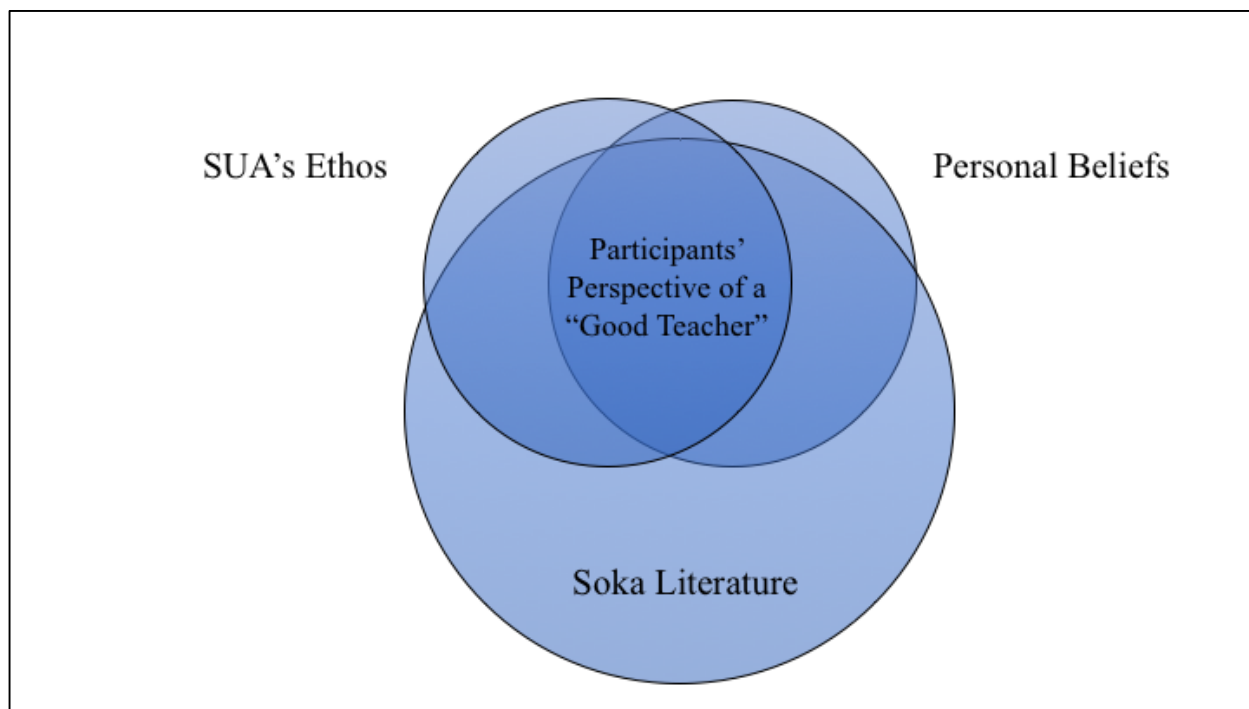 SUA’s Ethos
Personal Beliefs
Participants’
Perspective of a
“Good Teacher”
Soka Literature